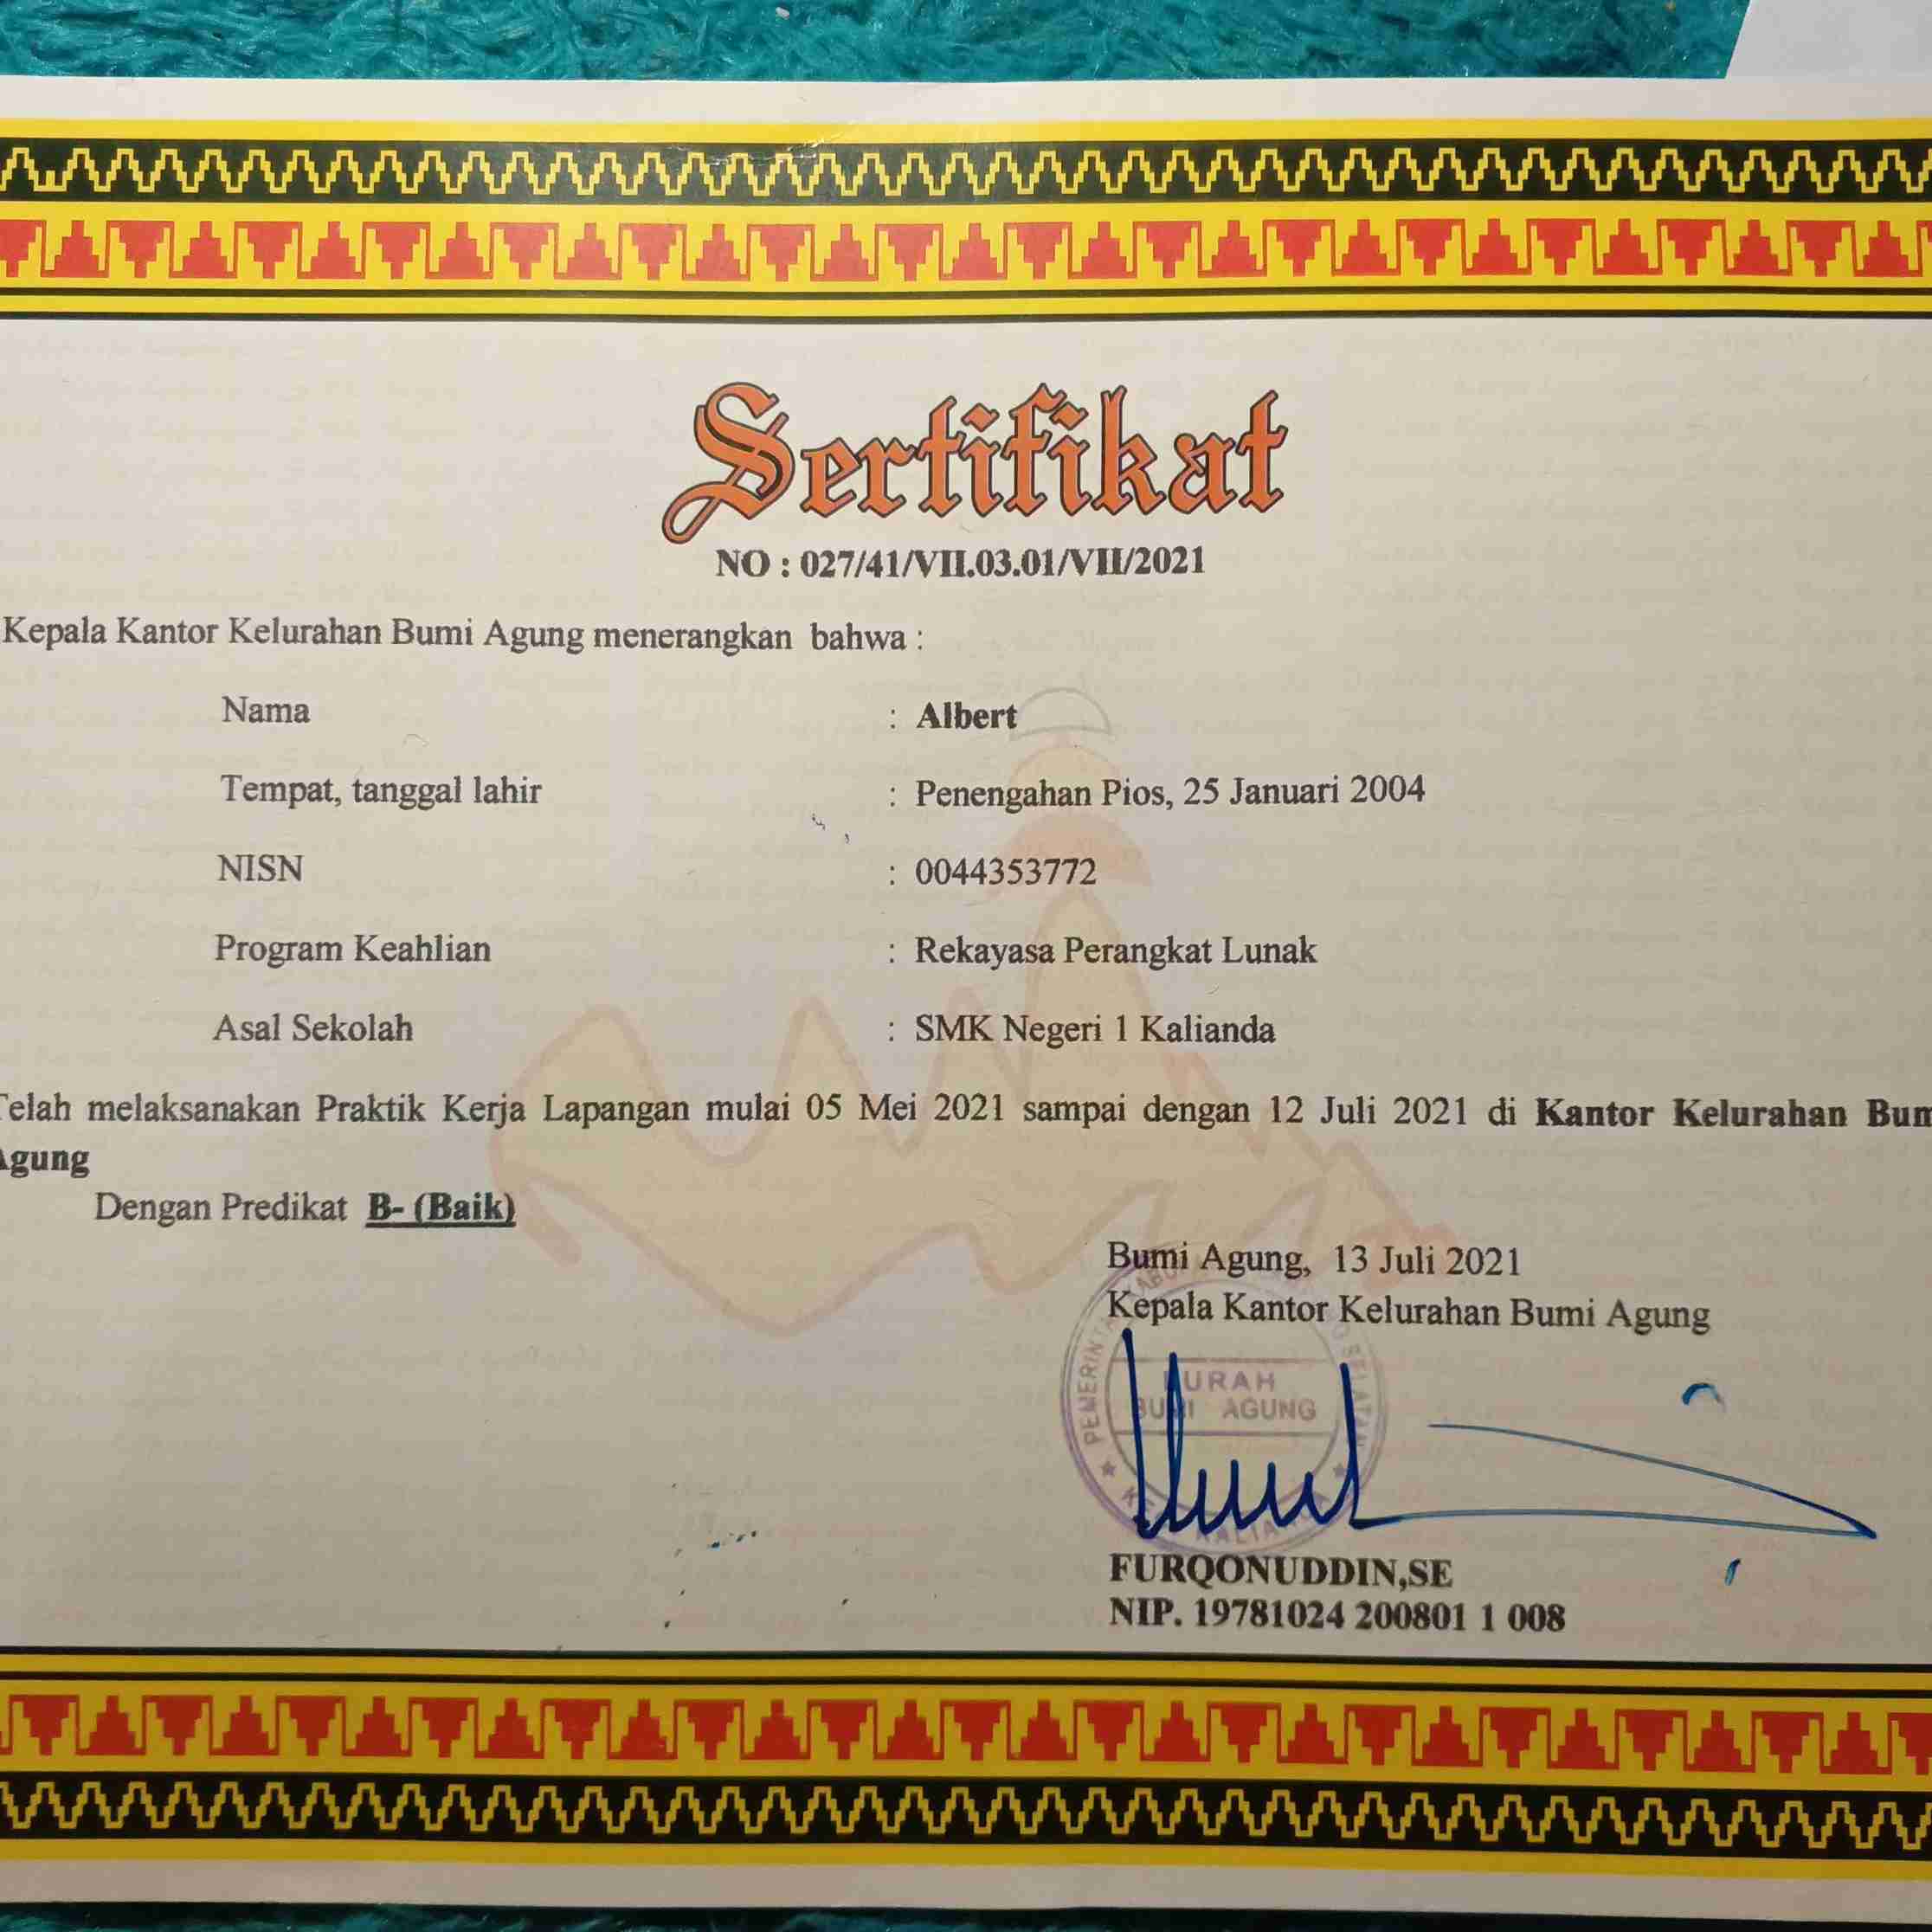 Sertifikat
NO : 027/41/VII.03.01/VII/2021
Kepala Kantor Kelurahan Bumi Agung menerangkan bahwa :
Nama : Albert
Tempat, tanggal lahir : Penengahan Pios, 25 Januari 2004
NISN : 0044353772
Program Keahlian : Rekayasa Perangkat Lunak
Asal Sekolah : SMK Negeri 1 Kalianda
elah melaksanakan Praktik Kerja Lapangan mulai 05 Mei 2021 sampai dengan 12 Juli 2021 di Kantor Kelurahan Bum
Agung
Dengan Predikat B- (Baik)
Bumi Agung, 13 Juli 2021
Kepala Kantor Kelurahan Bumi Agung
LURAH
BUMI AGUNG
FURQONUDDIN,SE
NIP. 19781024 200801 1 008